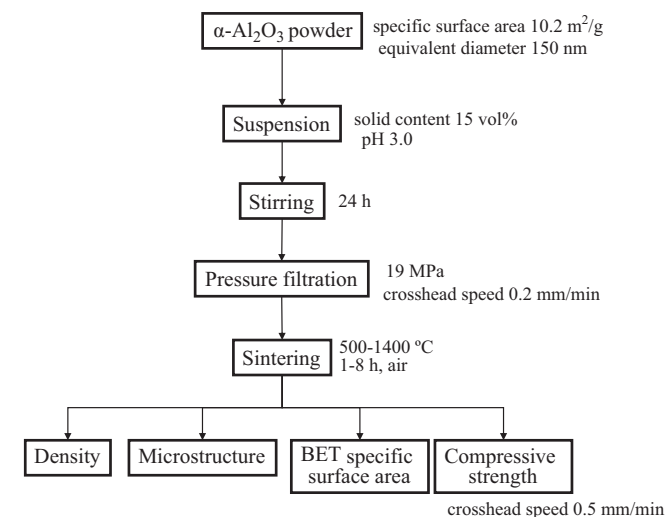 α-Al₂O₃ powder
specific surface area 10.2 m²/g
equivalent diameter 150 nm
Suspension
solid content 15 vol%
pH 3.0
Stirring
24 h
Pressure filtration
19 MPa
crosshead speed 0.2 mm/min
Sintering
500-1400 ºC
1-8 h, air
Density
Microstructure
BET specific
surface area
Compressive
strength
crosshead speed 0.5 mm/min